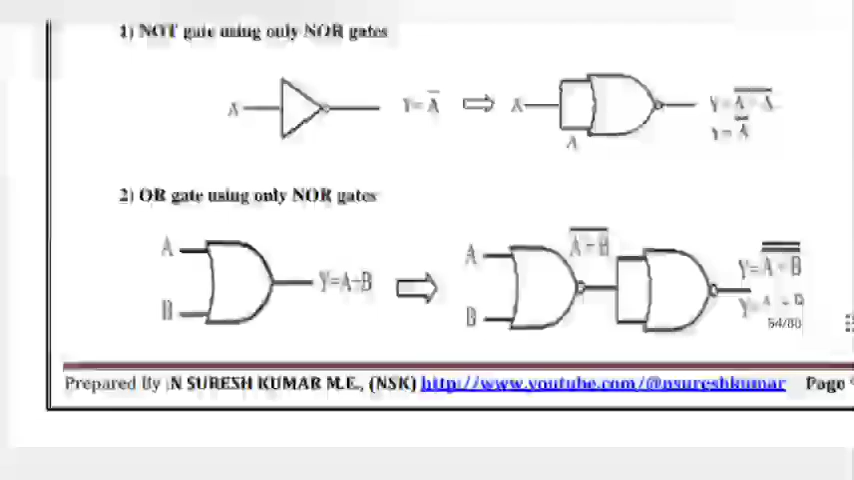 1) NOT gate using only NOR gates
A Y= A A A Y= A + A
Y= A
2) OR gate using only NOR gates
A B Y=A+B A B A + B Y= A + B
Y= A + B
54/80
Prepared By :N SURESH KUMAR M.E., (NSK) http://www.youtube.com/@nsureshkumar Page